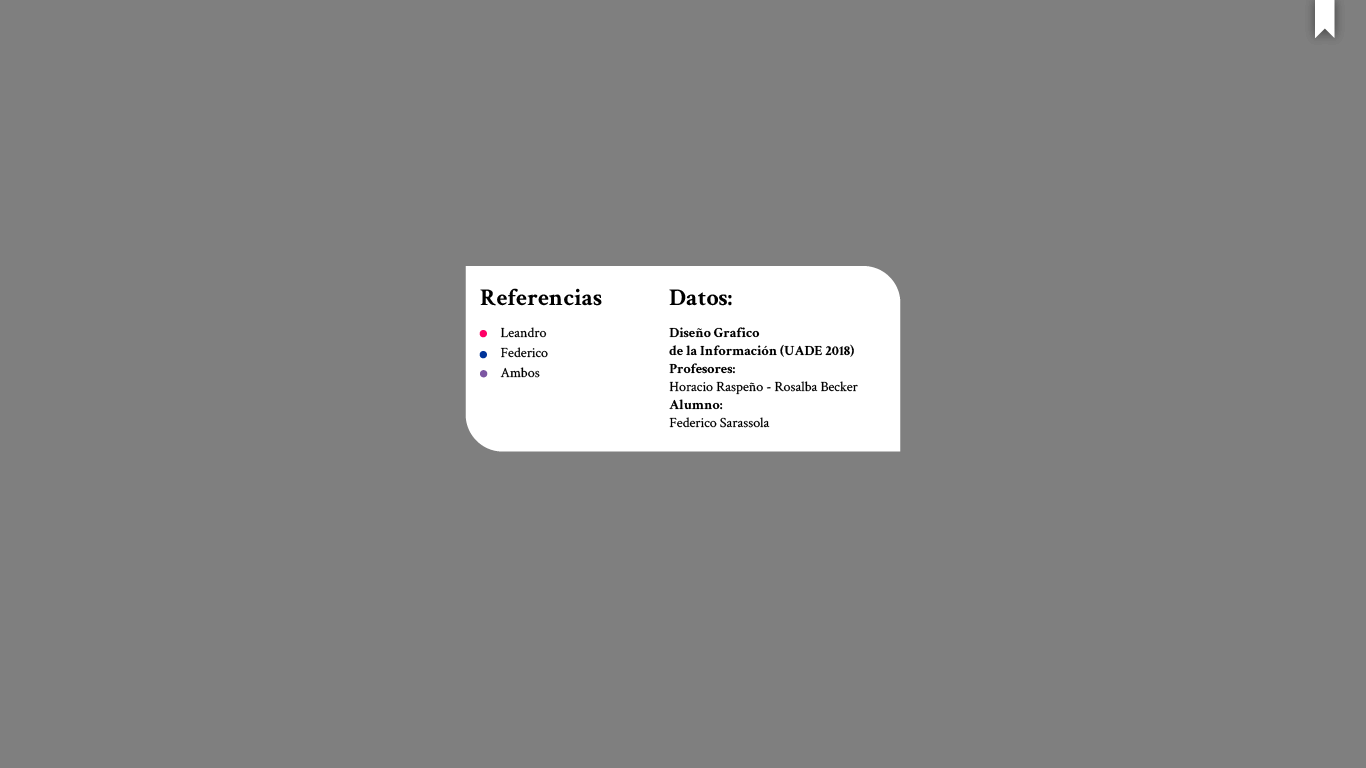 Referencias
Leandro
Federico
Ambos
Datos:
Diseño Grafico
de la Información (UADE 2018)
Profesores:
Horacio Raspeño - Rosalba Becker
Alumno:
Federico Sarassola